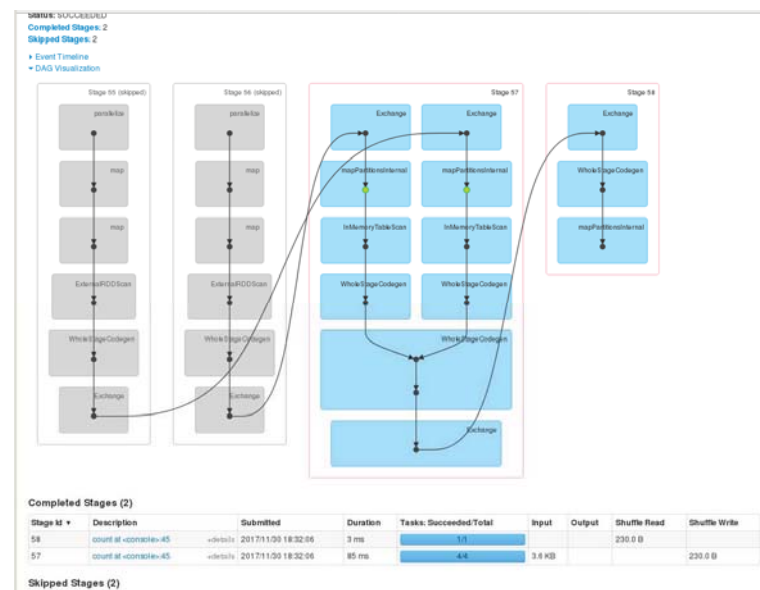 Status: SUCCEEDED
Completed Stages: 2
Skipped Stages: 2
Event Timeline
DAG Visualization
Stage 55 (skipped)
parallelize
map
map
ExternalRDDScan
WholeStageCodegen
Exchange
Stage 56 (skipped)
parallelize
map
map
ExternalRDDScan
WholeStageCodegen
Exchange
Stage 57
Exchange
Exchange
mapPartitionsInternal
mapPartitionsInternal
InMemoryTableScan
InMemoryTableScan
WholeStageCodegen
WholeStageCodegen
WholeStageCodegen
Exchange
Stage 58
Exchange
WholeStageCodegen
mapPartitionsInternal
Completed Stages (2)
Stage Id ▾ Description Submitted Duration Tasks: Succeeded/Total Input Output Shuffle Read Shuffle Write
58 count at <console>:45 +details 2017/11/30 18:32:06 3 ms 1/1 230.0 B
57 count at <console>:45 +details 2017/11/30 18:32:06 85 ms 4/4 3.6 KB 230.0 B
Skipped Stages (2)